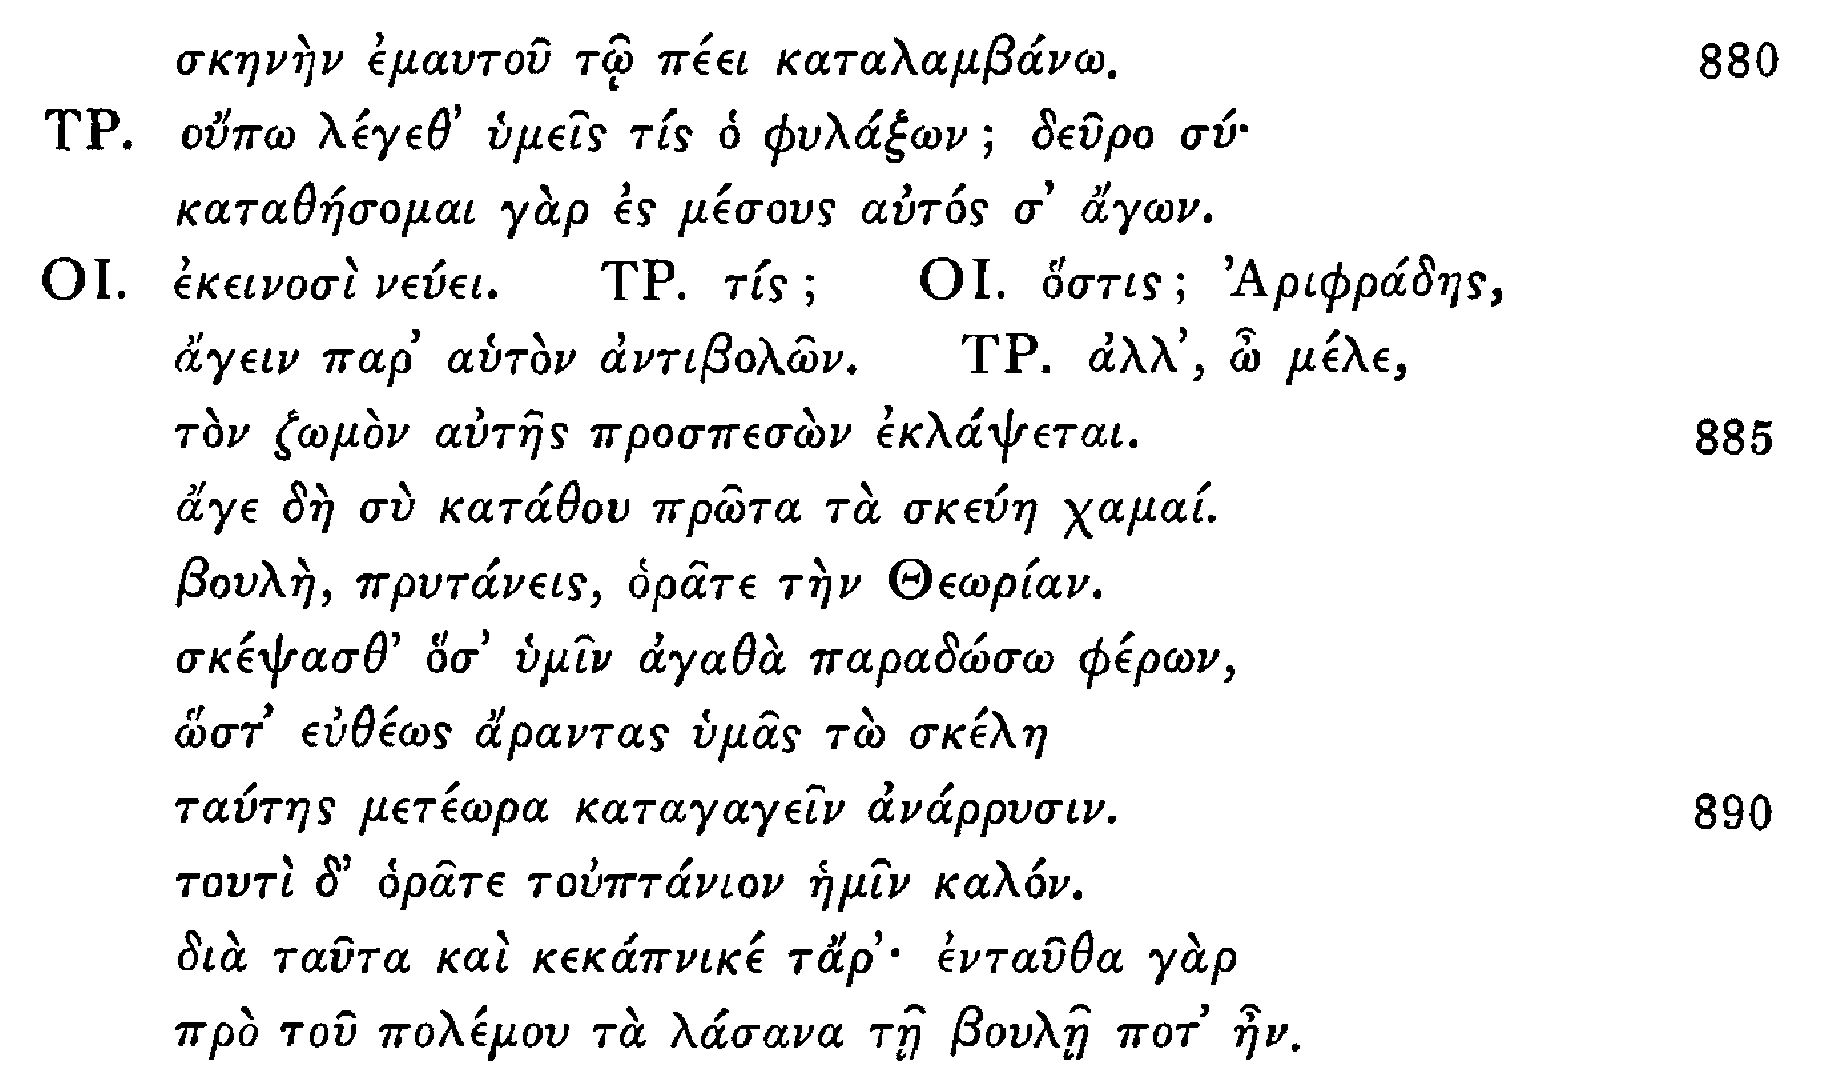 σκηνὴν ἐμαυτοῦ τῷ πέει καταλαμβάνω. 880
ΤΡ. οὔπω λέγεθ’ ὑμεῖς τίς ὁ φυλάξων; δεῦρο σύ·
καταθήσομαι γὰρ ἐς μέσους αὐτός σ’ ἄγων.
ΟΙ. ἐκεινοσὶ νεύει. ΤΡ. τίς; ΟΙ. ὅστις; Ἀριφράδης,
ἄγειν παρ’ αὑτὸν ἀντιβολῶν. ΤΡ. ἀλλ’, ὦ μέλε,
τὸν ζωμὸν αὐτῆς προσπεσὼν ἐκλάψεται. 885
ἄγε δὴ σὺ κατάθου πρῶτα τὰ σκεύη χαμαί.
βουλὴ, πρυτάνεις, ὁρᾶτε τὴν Θεωρίαν.
σκέψασθ’ ὅσ’ ὑμῖν ἀγαθὰ παραδώσω φέρων,
ὥστ’ εὐθέως ἄραντας ὑμᾶς τὼ σκέλη
ταύτης μετέωρα καταγαγεῖν ἀνάρρυσιν. 890
τουτὶ δ’ ὁρᾶτε τοὐπτάνιον ἡμῖν καλόν.
διὰ ταῦτα καὶ κεκάπνικέ τἄρ’· ἐνταῦθα γὰρ
πρὸ τοῦ πολέμου τὰ λάσανα τῇ βουλῇ ποτ’ ἦν.